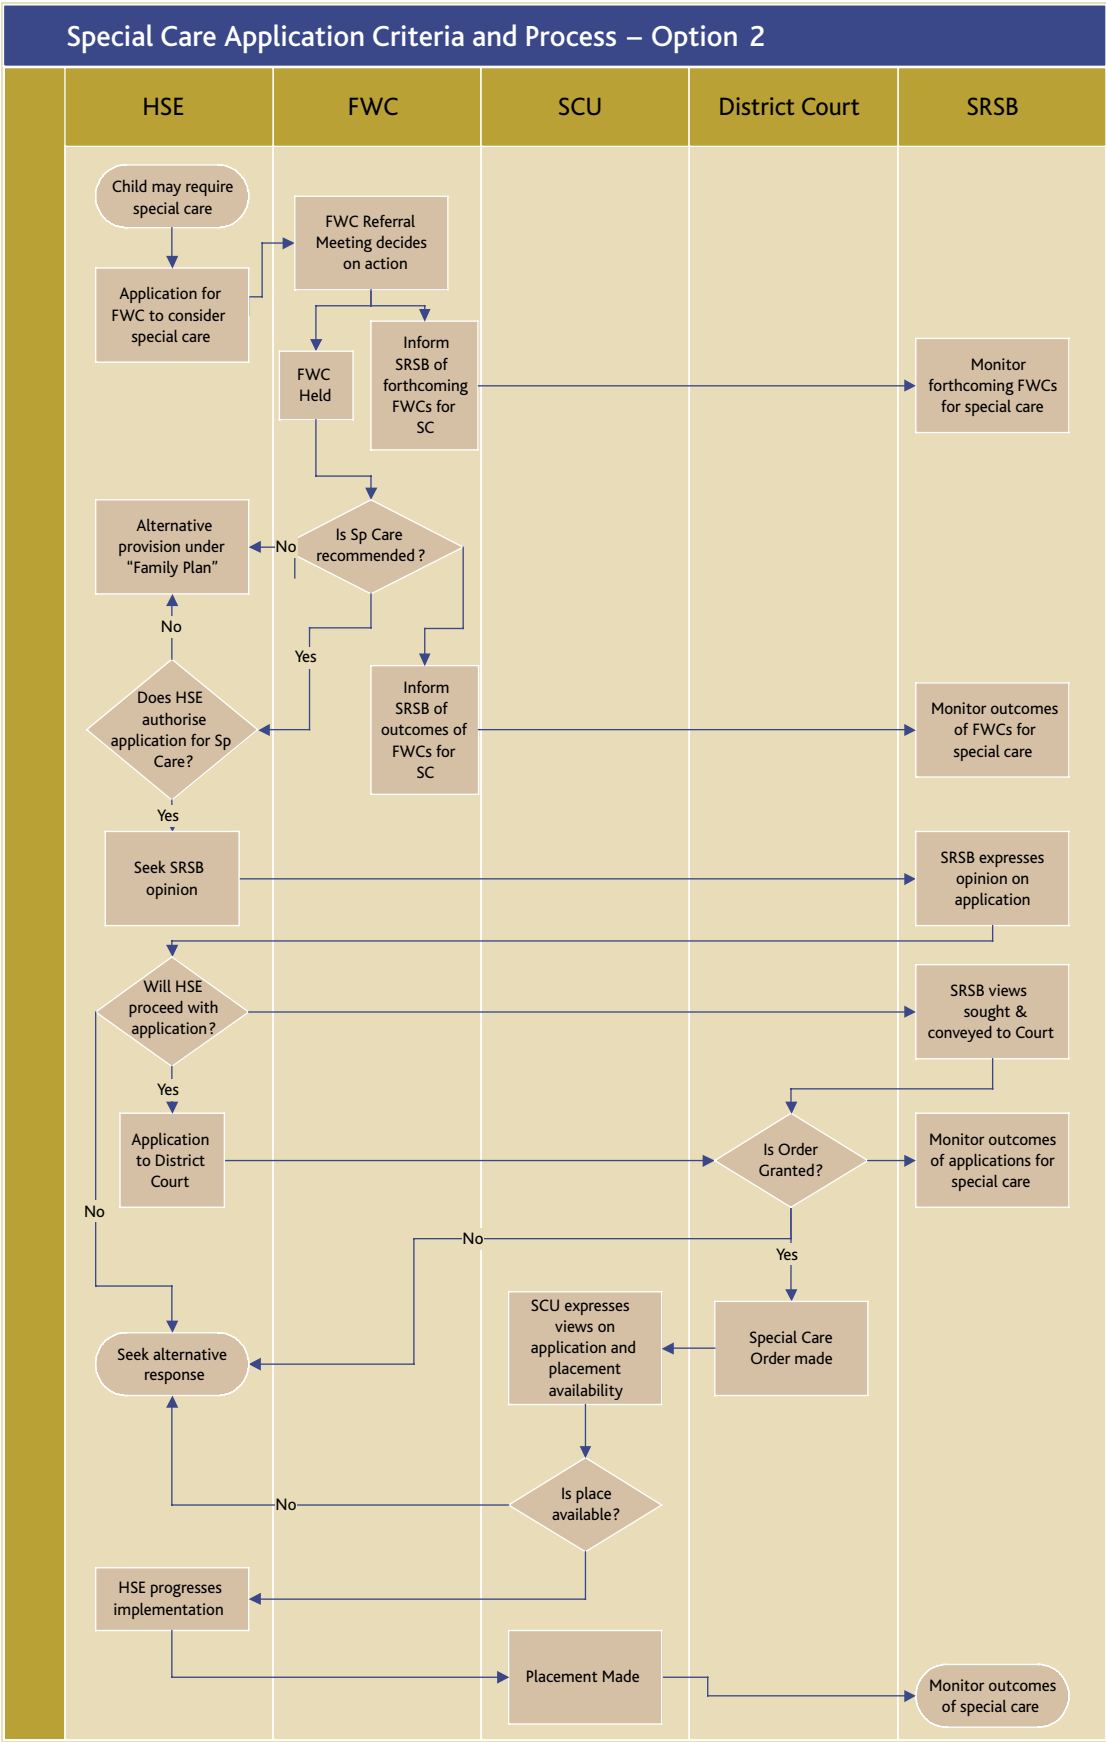 Special Care Application Criteria and Process – Option 2
HSE
FWC
SCU
District Court
SRSB
Child may require
special care
FWC Referral
Meeting decides
on action
Application for
FWC to consider
special care
Inform
SRSB of
forthcoming
FWCs for
SC
FWC
Held
Monitor
forthcoming FWCs
for special care
Alternative
provision under
"Family Plan"
No
Is Sp Care
recommended ?
No
Yes
Does HSE
authorise
application for Sp
Care?
Inform
SRSB of
outcomes of
FWCs for
SC
Monitor outcomes
of FWCs for
special care
Yes
Seek SRSB
opinion
SRSB expresses
opinion on
application
Will HSE
proceed with
application?
SRSB views
sought &
conveyed to Court
Yes
Application
to District
Court
Is Order
Granted?
Monitor outcomes
of applications for
special care
No
No
Yes
SCU expresses
views on
application and
placement
availability
Special Care
Order made
Seek alternative
response
Is place
available?
No
HSE progresses
implementation
Placement Made
Monitor outcomes
of special care